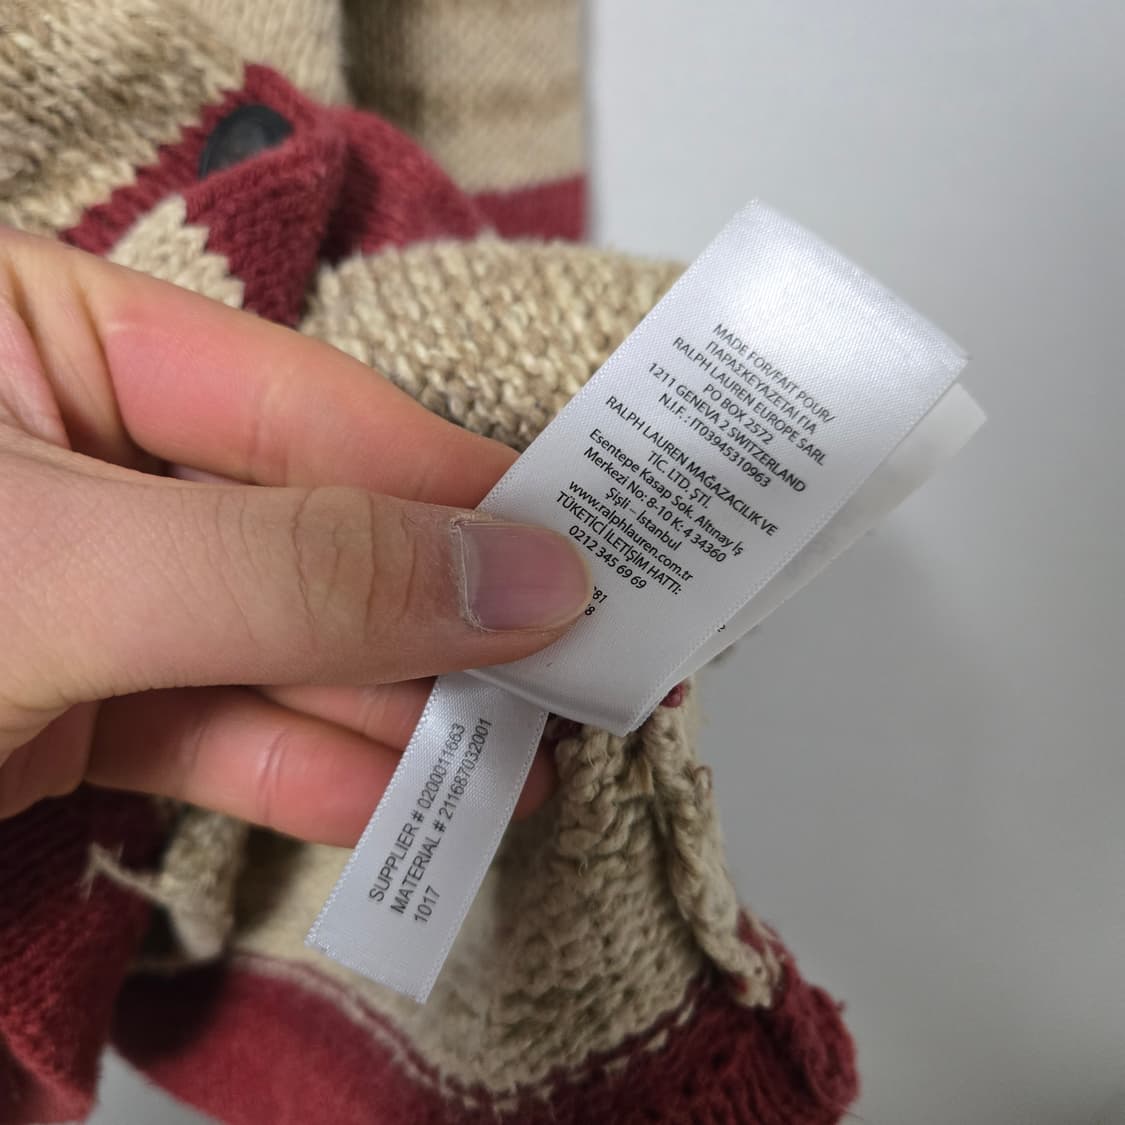 MADE FOR/FAIT POUR/
ΠΑΡΑΣΚΕΥΑΖΕΤΑΙ ΓΙΑ
RALPH LAUREN EUROPE SARL
PO BOX 2572
1211 GENEVA 2 SWITZERLAND
N.I.F. : IT03945310963
RALPH LAUREN MAĞAZACILIK VE
TİC. LTD. ŞTİ.
Esentepe Kasap Sok. Altınay İş
Merkezi No: 8-10 K: 4 34360
Şişli – İstanbul
www.ralphlauren.com.tr
TÜKETİCİ İLETİŞİM HATTI:
0212 345 69 69
SUPPLIER # 0200011663
MATERIAL # 211687032001
1017